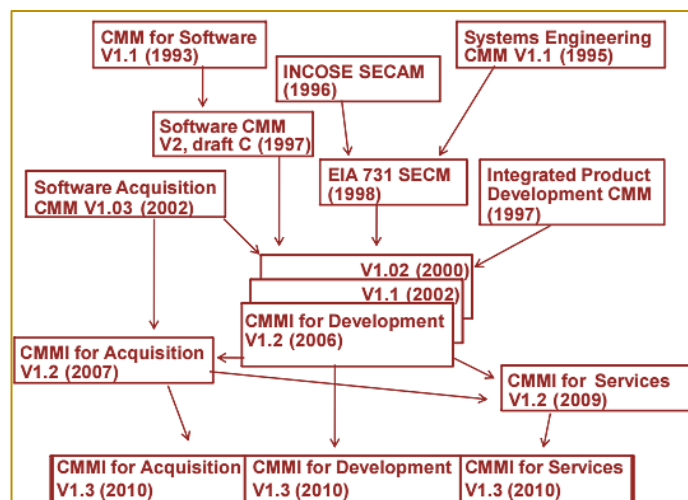 CMM for Software
V1.1 (1993)
Systems Engineering
CMM V1.1 (1995)
INCOSE SECAM
(1996)
Software CMM
V2, draft C (1997)
EIA 731 SECM
(1998)
Integrated Product
Development CMM
(1997)
Software Acquisition
CMM V1.03 (2002)
V1.02 (2000)
V1.1 (2002)
CMMI for Development
V1.2 (2006)
CMMI for Acquisition
V1.2 (2007)
CMMI for Services
V1.2 (2009)
CMMI for Acquisition
V1.3 (2010)
CMMI for Development
V1.3 (2010)
CMMI for Services
V1.3 (2010)